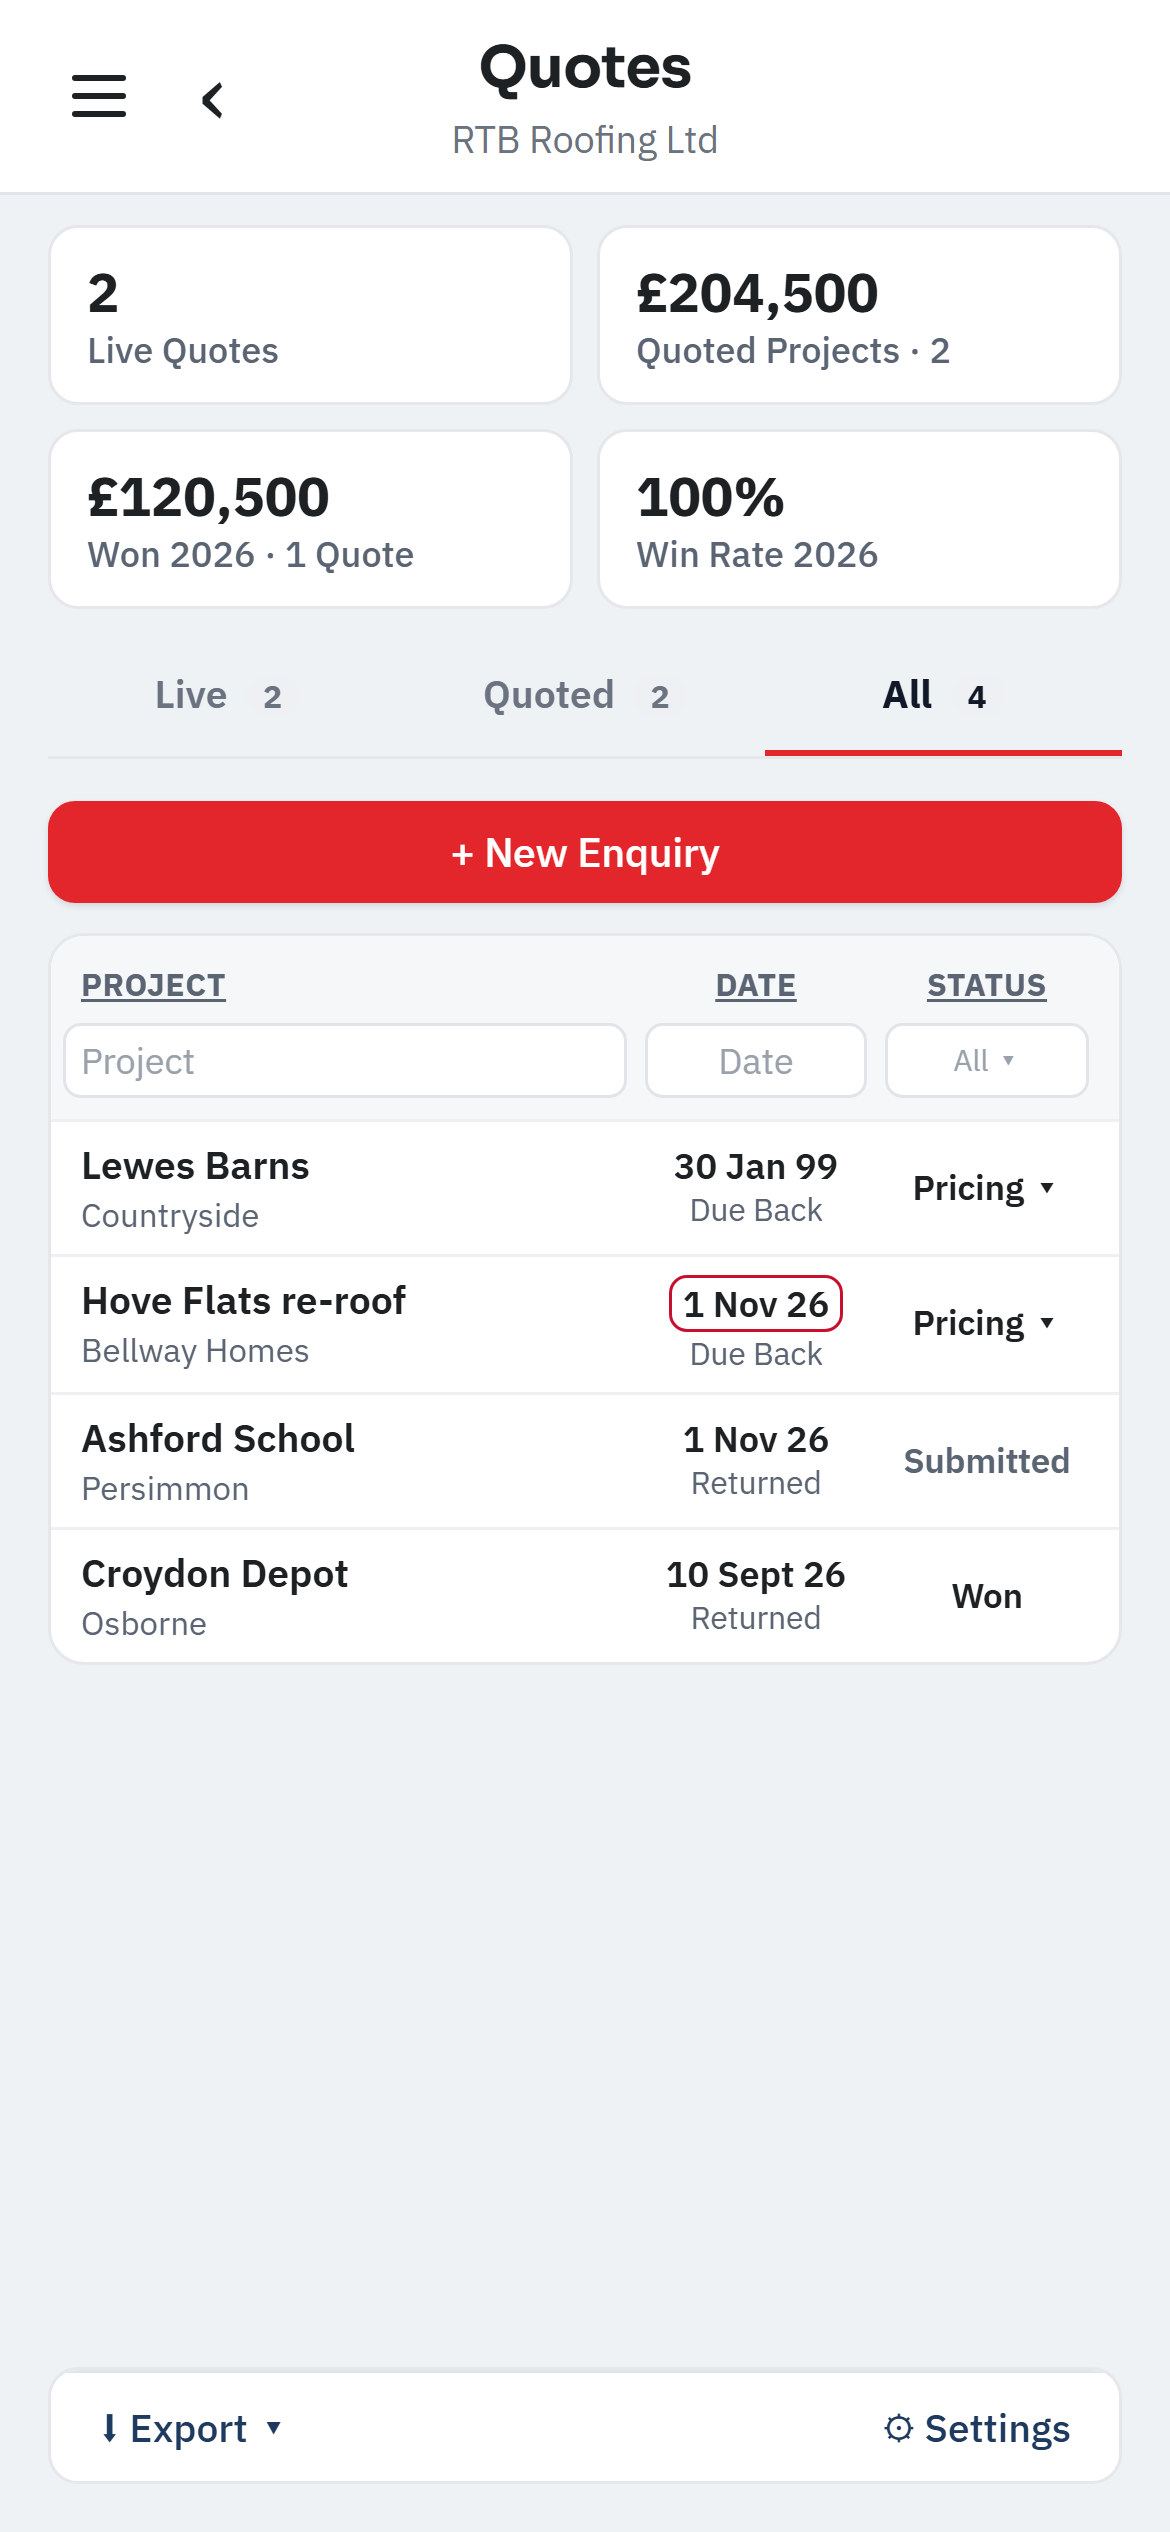 Quotes
RTB Roofing Ltd
2
Live Quotes
£204,500
Quoted Projects · 2
£120,500
Won 2026 · 1 Quote
100%
Win Rate 2026
Live 2
Quoted 2
All 4
+ New Enquiry
PROJECT DATE STATUS
Project Date All ▾
Lewes Barns
Countryside
30 Jan 99
Due Back
Pricing ▾
Hove Flats re-roof
Bellway Homes
1 Nov 26
Due Back
Pricing ▾
Ashford School
Persimmon
1 Nov 26
Returned
Submitted
Croydon Depot
Osborne
10 Sept 26
Returned
Won
⬇ Export ▾
⚙ Settings